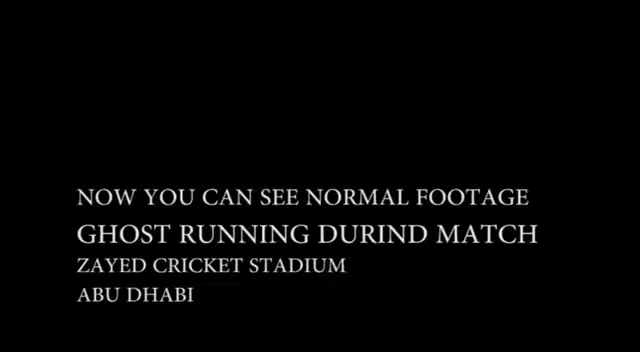 NOW YOU CAN SEE NORMAL FOOTAGE
GHOST RUNNING DURIND MATCH
ZAYED CRICKET STADIUM
ABU DHABI